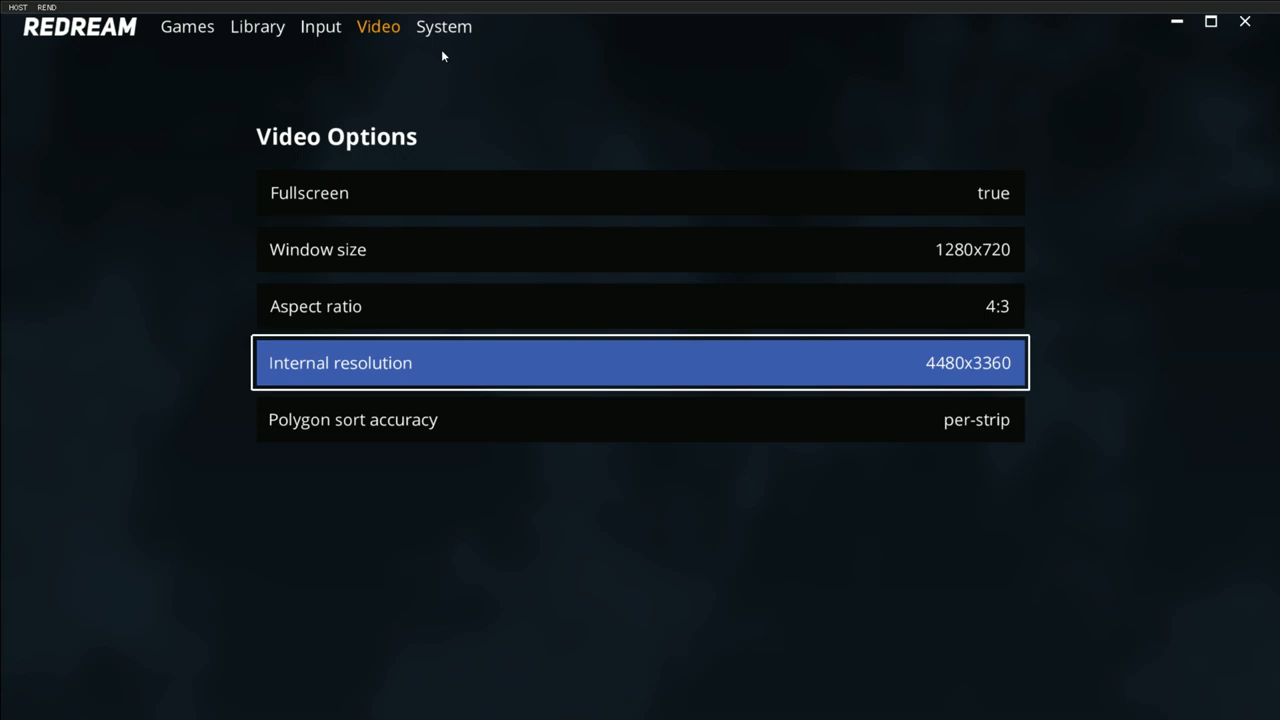 HOST REND
REDREAM Games Library Input Video System
Video Options
Fullscreen true
Window size 1280x720
Aspect ratio 4:3
Internal resolution 4480x3360
Polygon sort accuracy per-strip